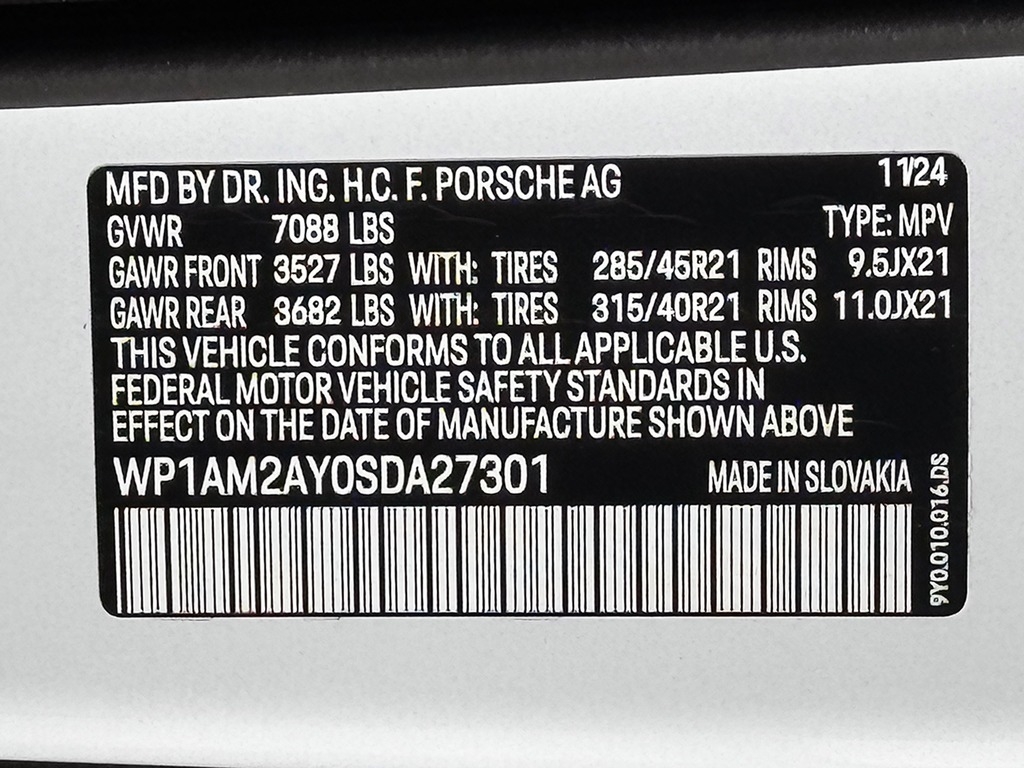 MFD BY DR. ING. H.C. F. PORSCHE AG 11/24
GVWR 7088 LBS TYPE: MPV
GAWR FRONT 3527 LBS WITH: TIRES 285/45R21 RIMS 9.5JX21
GAWR REAR 3682 LBS WITH: TIRES 315/40R21 RIMS 11.0JX21
THIS VEHICLE CONFORMS TO ALL APPLICABLE U.S.
FEDERAL MOTOR VEHICLE SAFETY STANDARDS IN
EFFECT ON THE DATE OF MANUFACTURE SHOWN ABOVE
WP1AM2AY0SDA27301 MADE IN SLOVAKIA
9Y0.010.016.DS